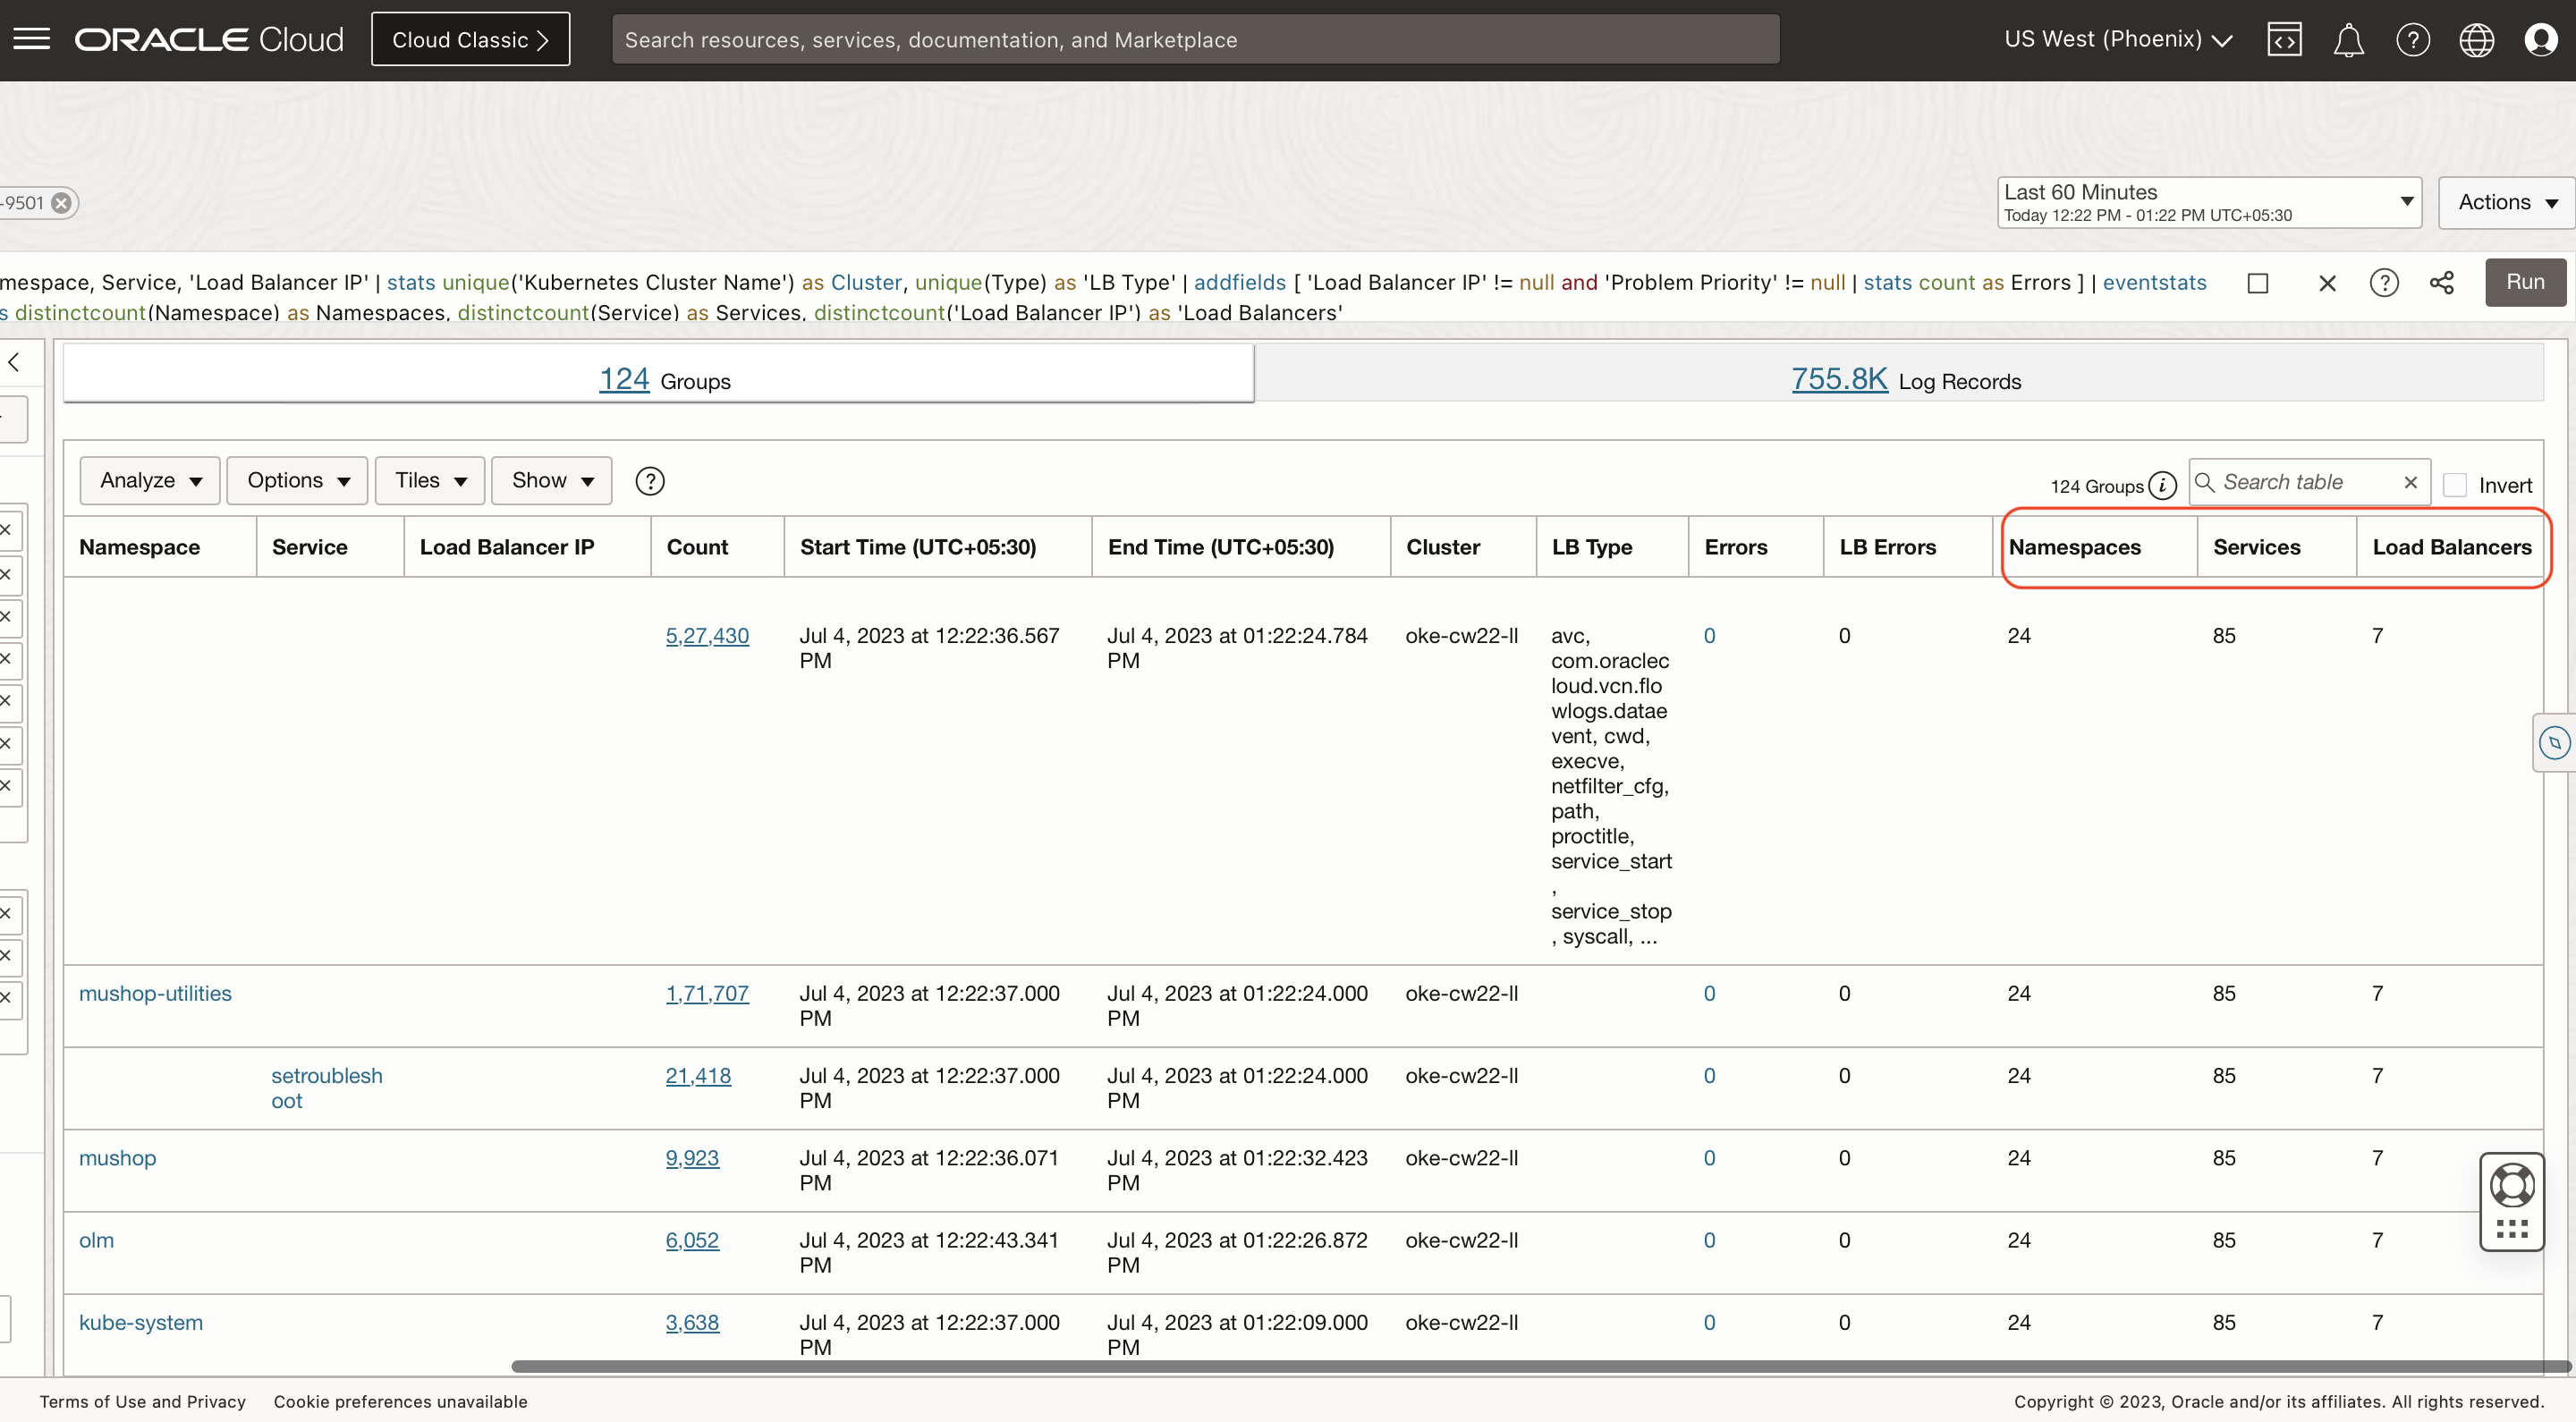 ORACLE Cloud
Cloud Classic
Search resources, services, documentation, and Marketplace
US West (Phoenix)
-9501
Last 60 Minutes
Today 12:22 PM - 01:22 PM UTC+05:30
Actions
mespace, Service, 'Load Balancer IP' | stats unique('Kubernetes Cluster Name') as Cluster, unique(Type) as 'LB Type' | addfields [ 'Load Balancer IP' != null and 'Problem Priority' != null | stats count as Errors ] | eventstats
s distinctcount(Namespace) as Namespaces, distinctcount(Service) as Services, distinctcount('Load Balancer IP') as 'Load Balancers'
Run
124 Groups
755.8K Log Records
Analyze
Options
Tiles
Show
124 Groups
Search table
Invert
Namespace Service Load Balancer IP Count Start Time (UTC+05:30) End Time (UTC+05:30) Cluster LB Type Errors LB Errors Namespaces Services Load Balancers
5,27,430 Jul 4, 2023 at 12:22:36.567 Jul 4, 2023 at 01:22:24.784 oke-cw22-ll avc, 0 0 24 85 7
PM PM com.oraclec
loud.vcn.flo
wlogs.datae
vent, cwd,
execve,
netfilter_cfg,
path,
proctitle,
service_start
,
service_stop
, syscall, ...
mushop-utilities 1,71,707 Jul 4, 2023 at 12:22:37.000 Jul 4, 2023 at 01:22:24.000 oke-cw22-ll 0 0 24 85 7
PM PM
setroublesh 21,418 Jul 4, 2023 at 12:22:37.000 Jul 4, 2023 at 01:22:24.000 oke-cw22-ll 0 0 24 85 7
oot PM PM
mushop 9,923 Jul 4, 2023 at 12:22:36.071 Jul 4, 2023 at 01:22:32.423 oke-cw22-ll 0 0 24 85 7
PM PM
olm 6,052 Jul 4, 2023 at 12:22:43.341 Jul 4, 2023 at 01:22:26.872 oke-cw22-ll 0 0 24 85 7
PM PM
kube-system 3,638 Jul 4, 2023 at 12:22:37.000 Jul 4, 2023 at 01:22:09.000 oke-cw22-ll 0 0 24 85 7
PM PM
Terms of Use and Privacy Cookie preferences unavailable
Copyright © 2023, Oracle and/or its affiliates. All rights reserved.